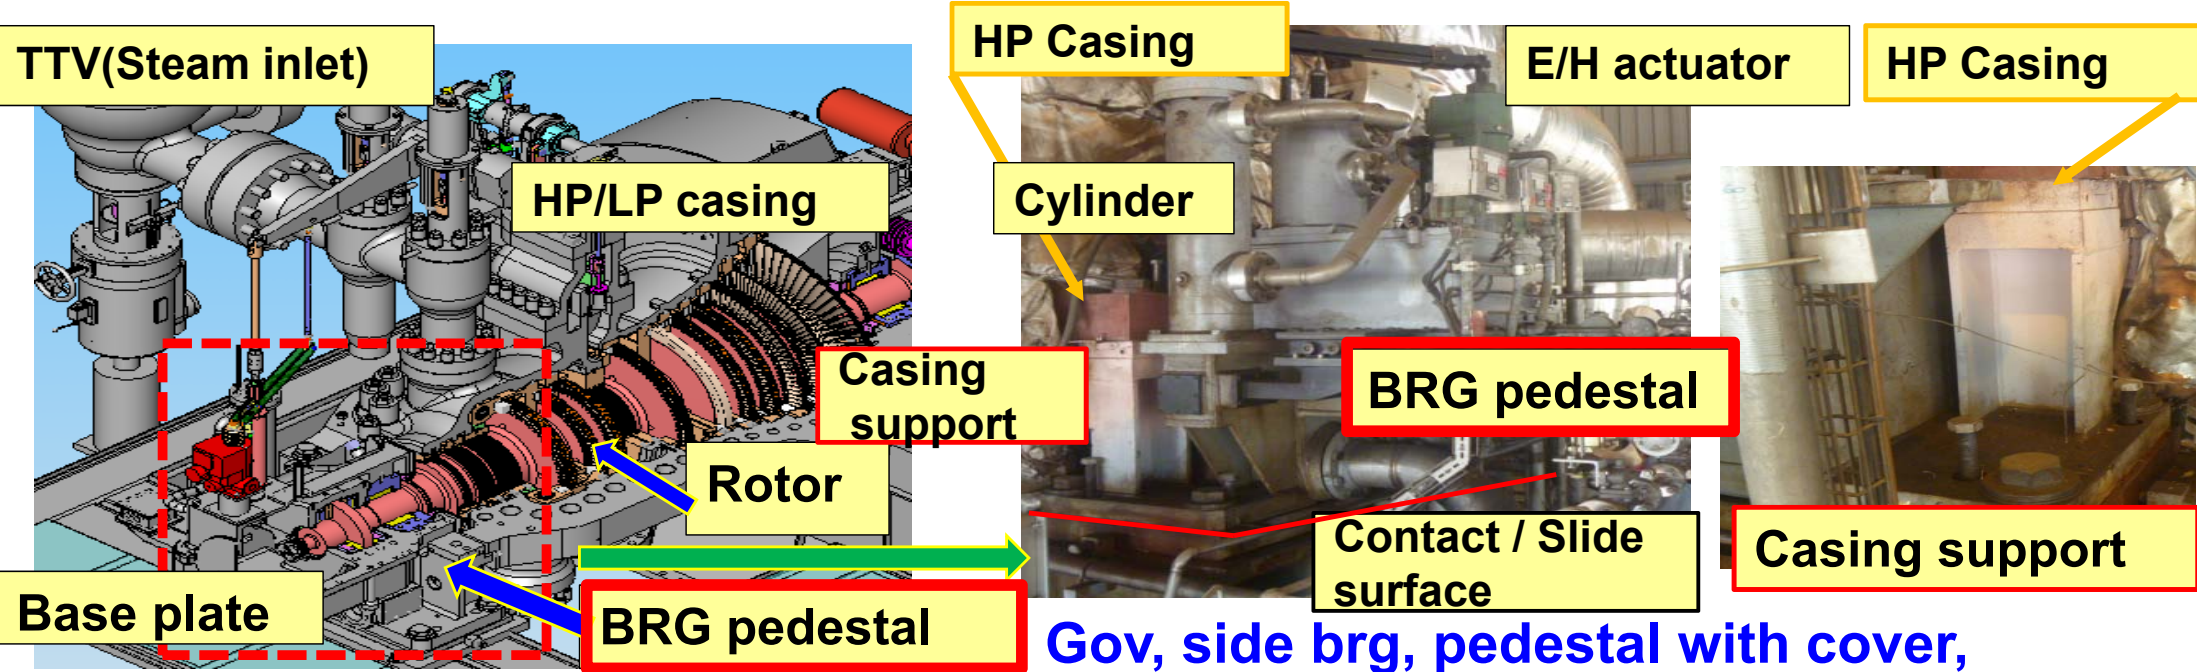 TTV(Steam inlet)
HP/LP casing
Rotor
Base plate
BRG pedestal
HP Casing
Cylinder
E/H actuator
HP Casing
Casing
support
BRG pedestal
Contact / Slide
surface
Casing support
Gov, side brg, pedestal with cover,